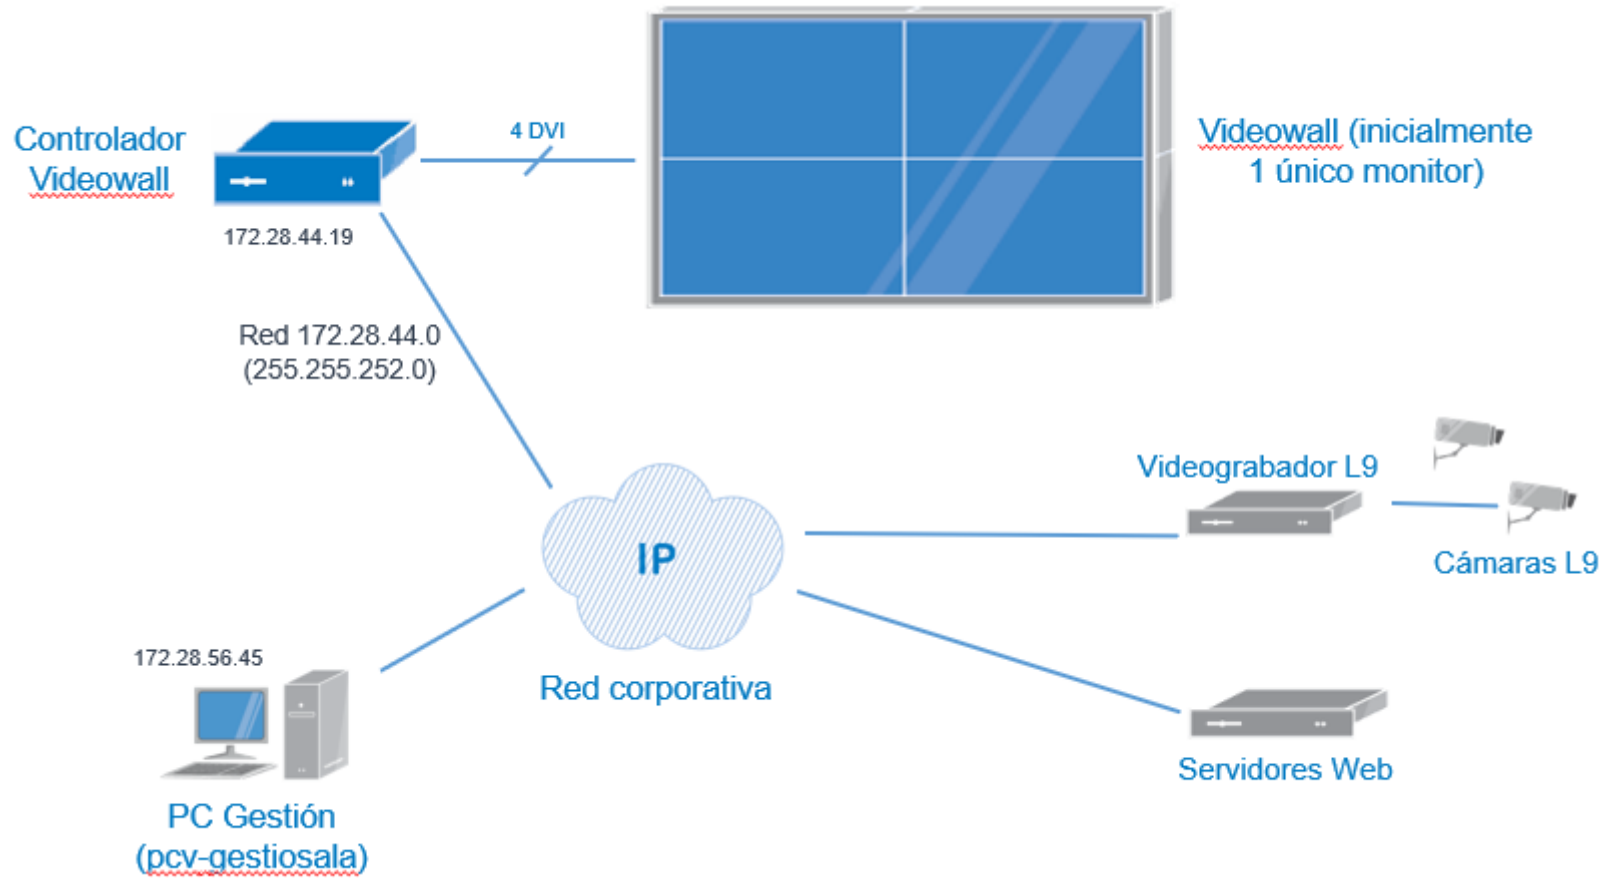 4 DVI
Controlador
Videowall
Videowall (inicialmente
1 único monitor)
172.28.44.19
Red 172.28.44.0
(255.255.252.0)
Videograbador L9
Cámaras L9
IP
Red corporativa
172.28.56.45
PC Gestión
(pcv-gestiosala)
Servidores Web